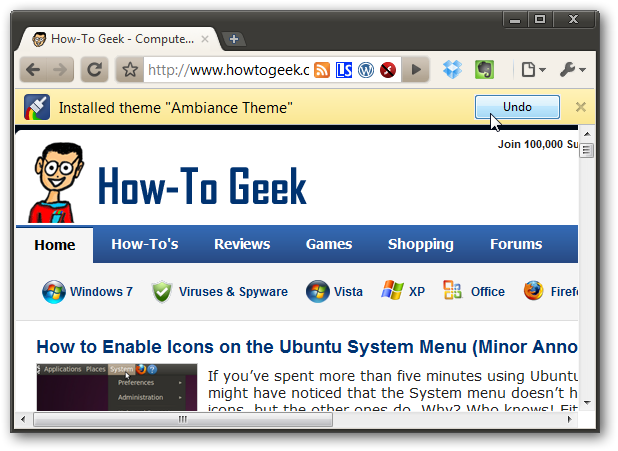 How-To Geek - Compute...
http://www.howtogeek.c
LS
Installed theme "Ambiance Theme"
Undo
Join 100,000 Su
How-To Geek
Home How-To's Reviews Games Shopping Forums
Windows 7 Viruses & Spyware Vista XP Office Firef
How to Enable Icons on the Ubuntu System Menu (Minor Anno
Applications Places System
Preferences
Administration
If you've spent more than five minutes using Ubuntu
might have noticed that the System menu doesn't h
icons, but the other ones do. Why? Who knows! Fit